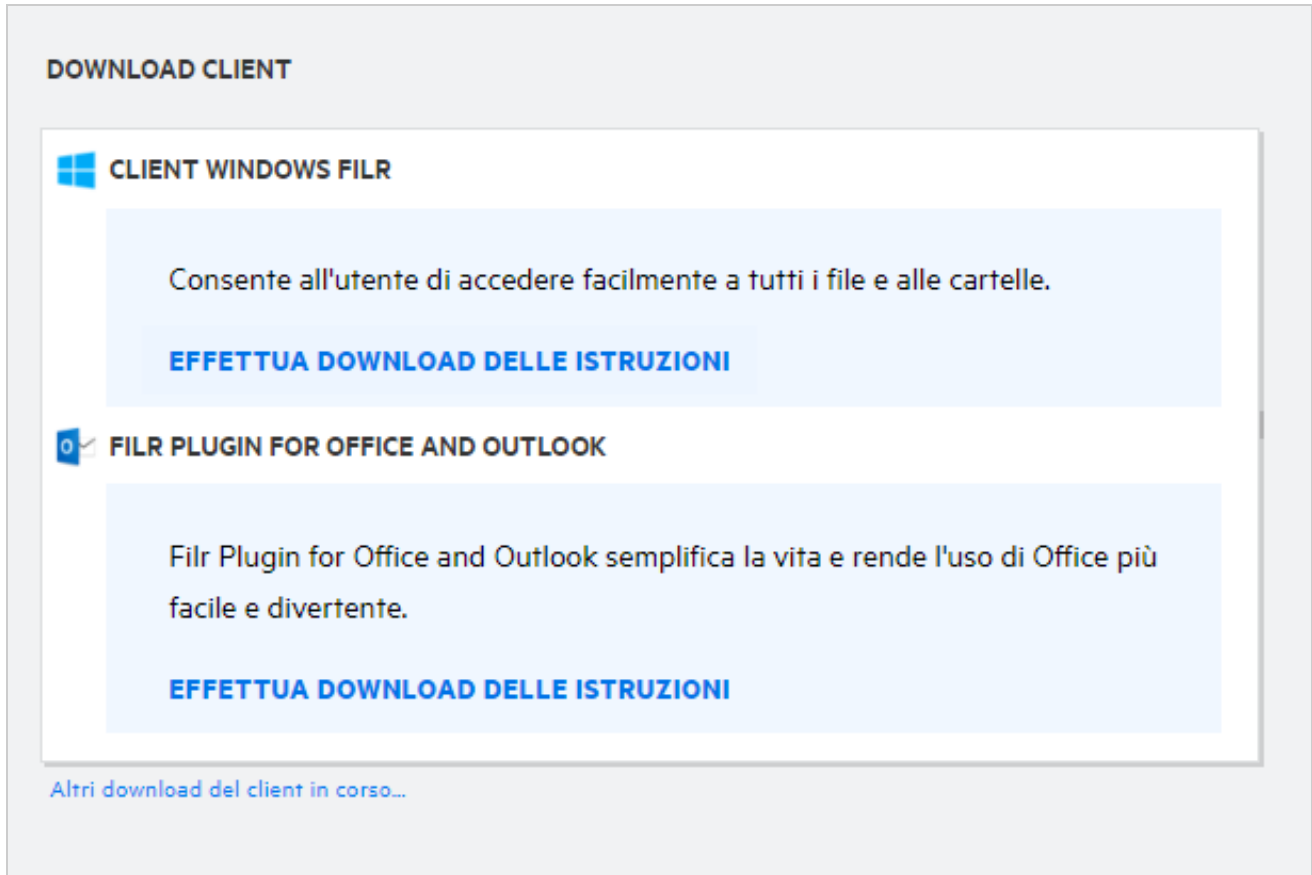 DOWNLOAD CLIENT
CLIENT WINDOWS FILR
Consente all'utente di accedere facilmente a tutti i file e alle cartelle.
EFFETTUA DOWNLOAD DELLE ISTRUZIONI
FILR PLUGIN FOR OFFICE AND OUTLOOK
Filr Plugin for Office and Outlook semplifica la vita e rende l'uso di Office più
facile e divertente.
EFFETTUA DOWNLOAD DELLE ISTRUZIONI
Altri download del client in corso...